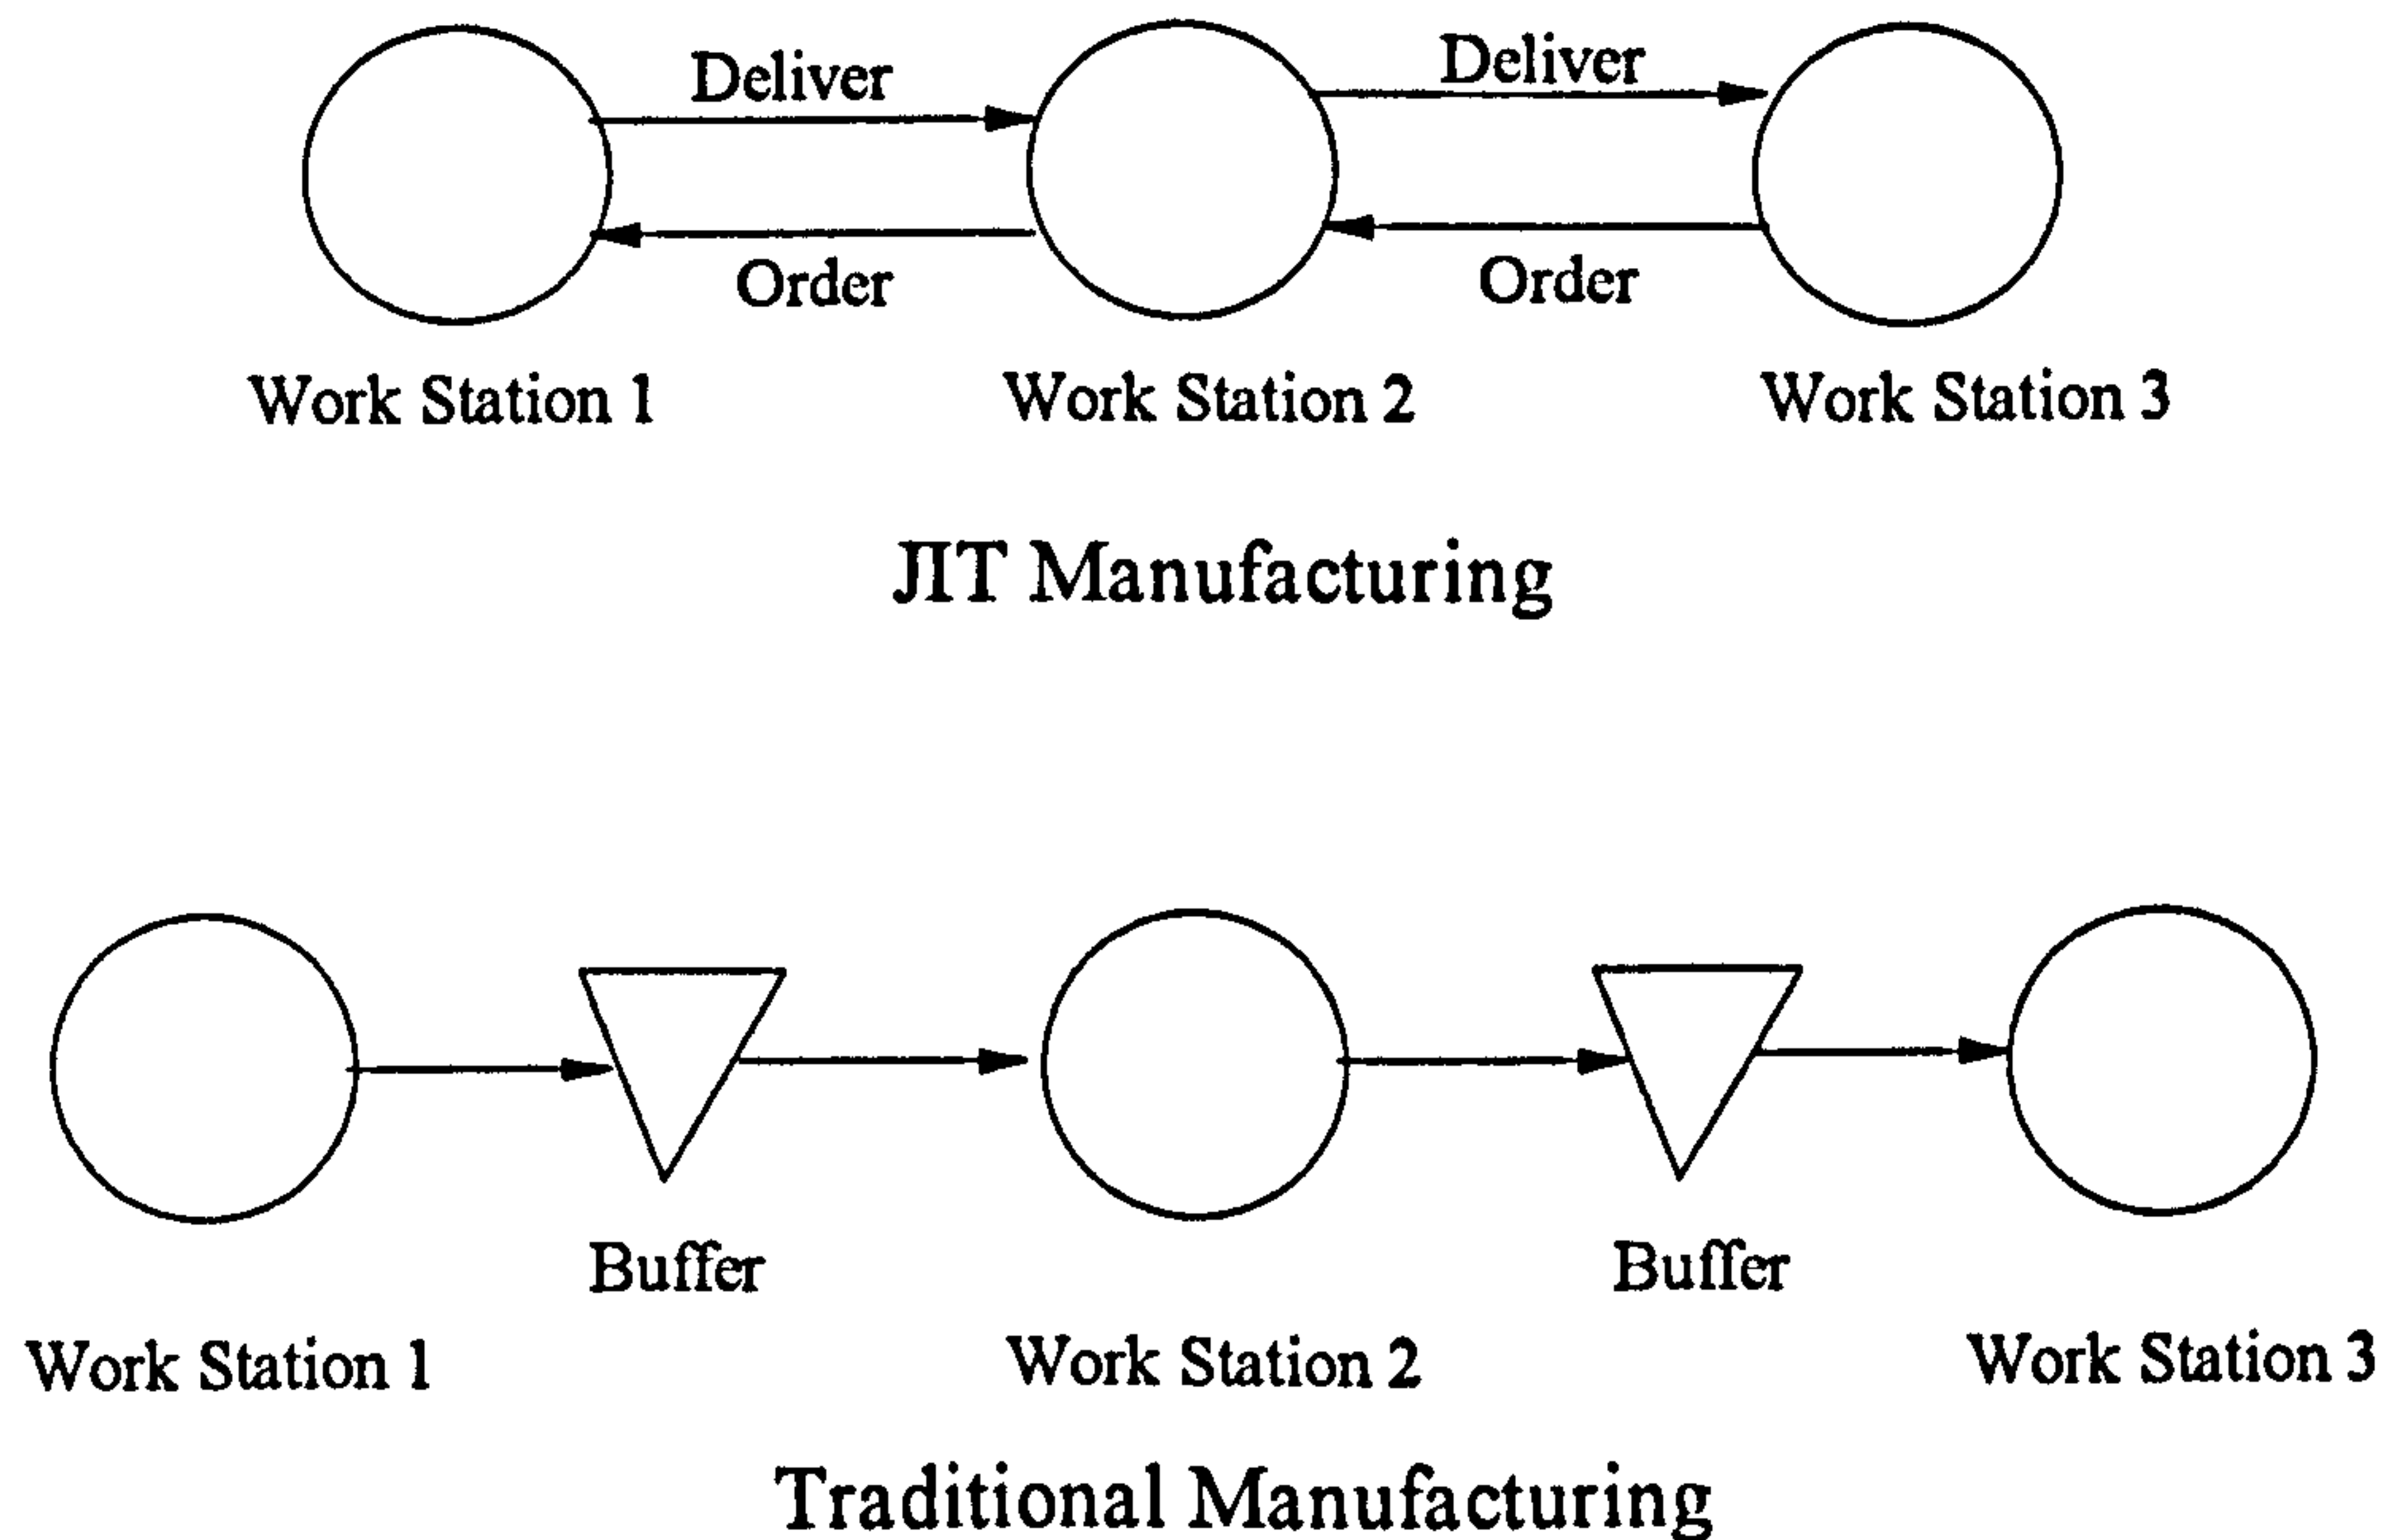 Deliver
Deliver
Order
Order
Work Station 1
Work Station 2
Work Station 3
JIT Manufacturing
Buffer
Buffer
Work Station 1
Work Station 2
Work Station 3
Traditional Manufacturing